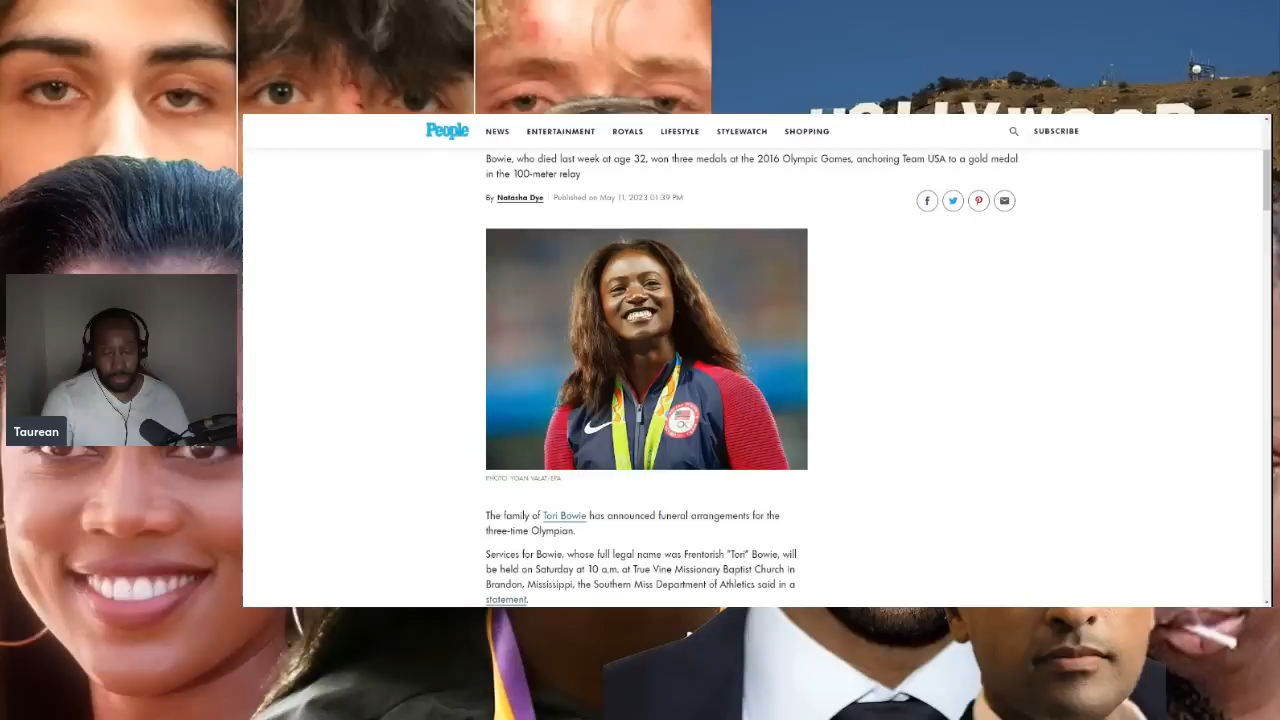 HOLLYWOOD
People
NEWS ENTERTAINMENT ROYALS LIFESTYLE STYLEWATCH SHOPPING
SUBSCRIBE
Bowie, who died last week at age 32, won three medals at the 2016 Olympic Games, anchoring Team USA to a gold medal
in the 100-meter relay
By Natasha Dye | Published on May 11, 2023 01:39 PM
PHOTO: YOAN VALAT/EPA
The family of Tori Bowie has announced funeral arrangements for the
three-time Olympian.
Services for Bowie, whose full legal name was Frentorish "Tori" Bowie, will
be held on Saturday at 10 a.m. at True Vine Missionary Baptist Church in
Brandon, Mississippi, the Southern Miss Department of Athletics said in a
statement.
Taurean